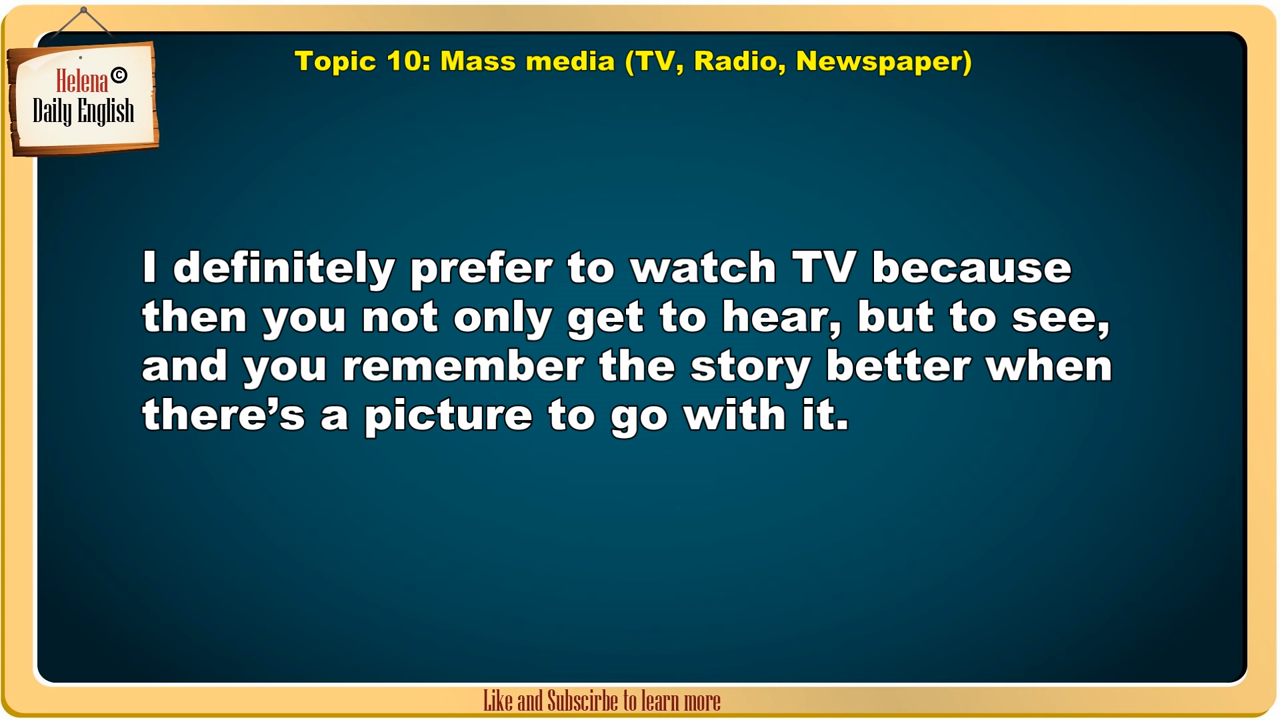 Topic 10: Mass media (TV, Radio, Newspaper)
Helena ©
Daily English
I definitely prefer to watch TV because
then you not only get to hear, but to see,
and you remember the story better when
there’s a picture to go with it.
Like and Subscirbe to learn more